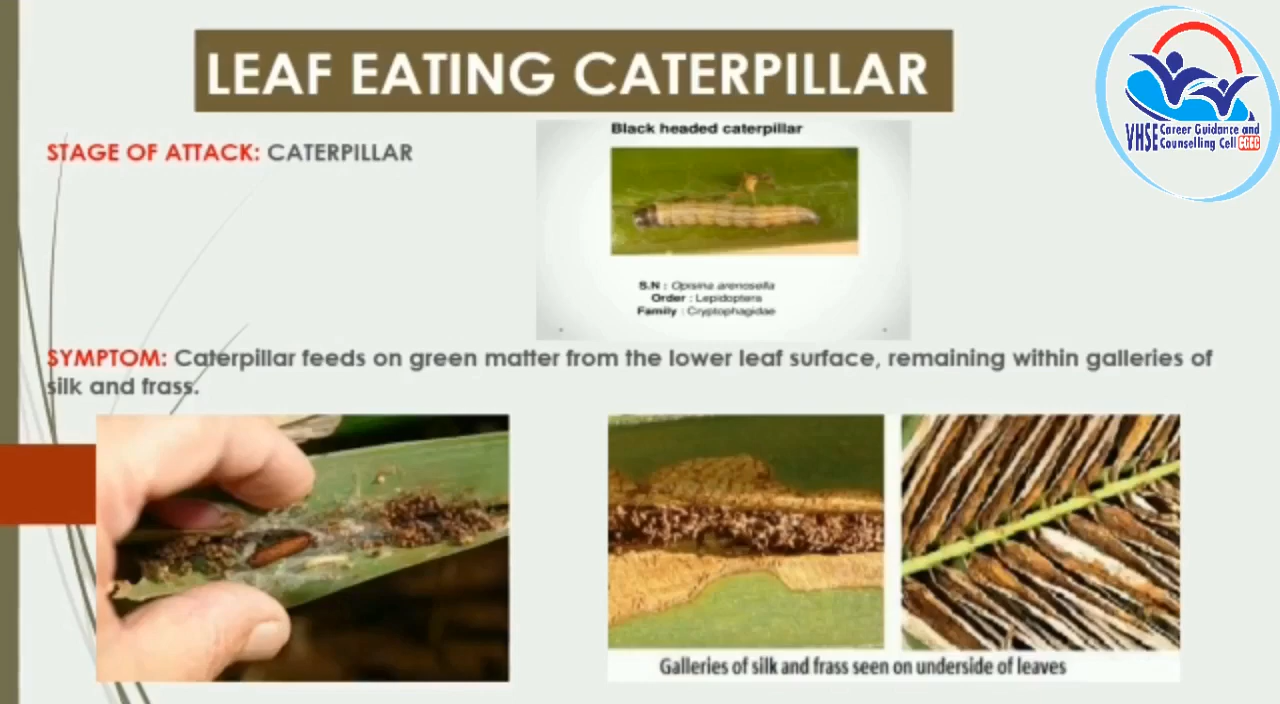 LEAF EATING CATERPILLAR
VHSE Career Guidance and
Counselling Cell CGCC
STAGE OF ATTACK: CATERPILLAR
Black headed caterpillar
S.N : Opisina arenosella
Order : Lepidoptera
Family : Cryptophagidae
SYMPTOM: Caterpillar feeds on green matter from the lower leaf surface, remaining within galleries of
silk and frass.
Galleries of silk and frass seen on underside of leaves